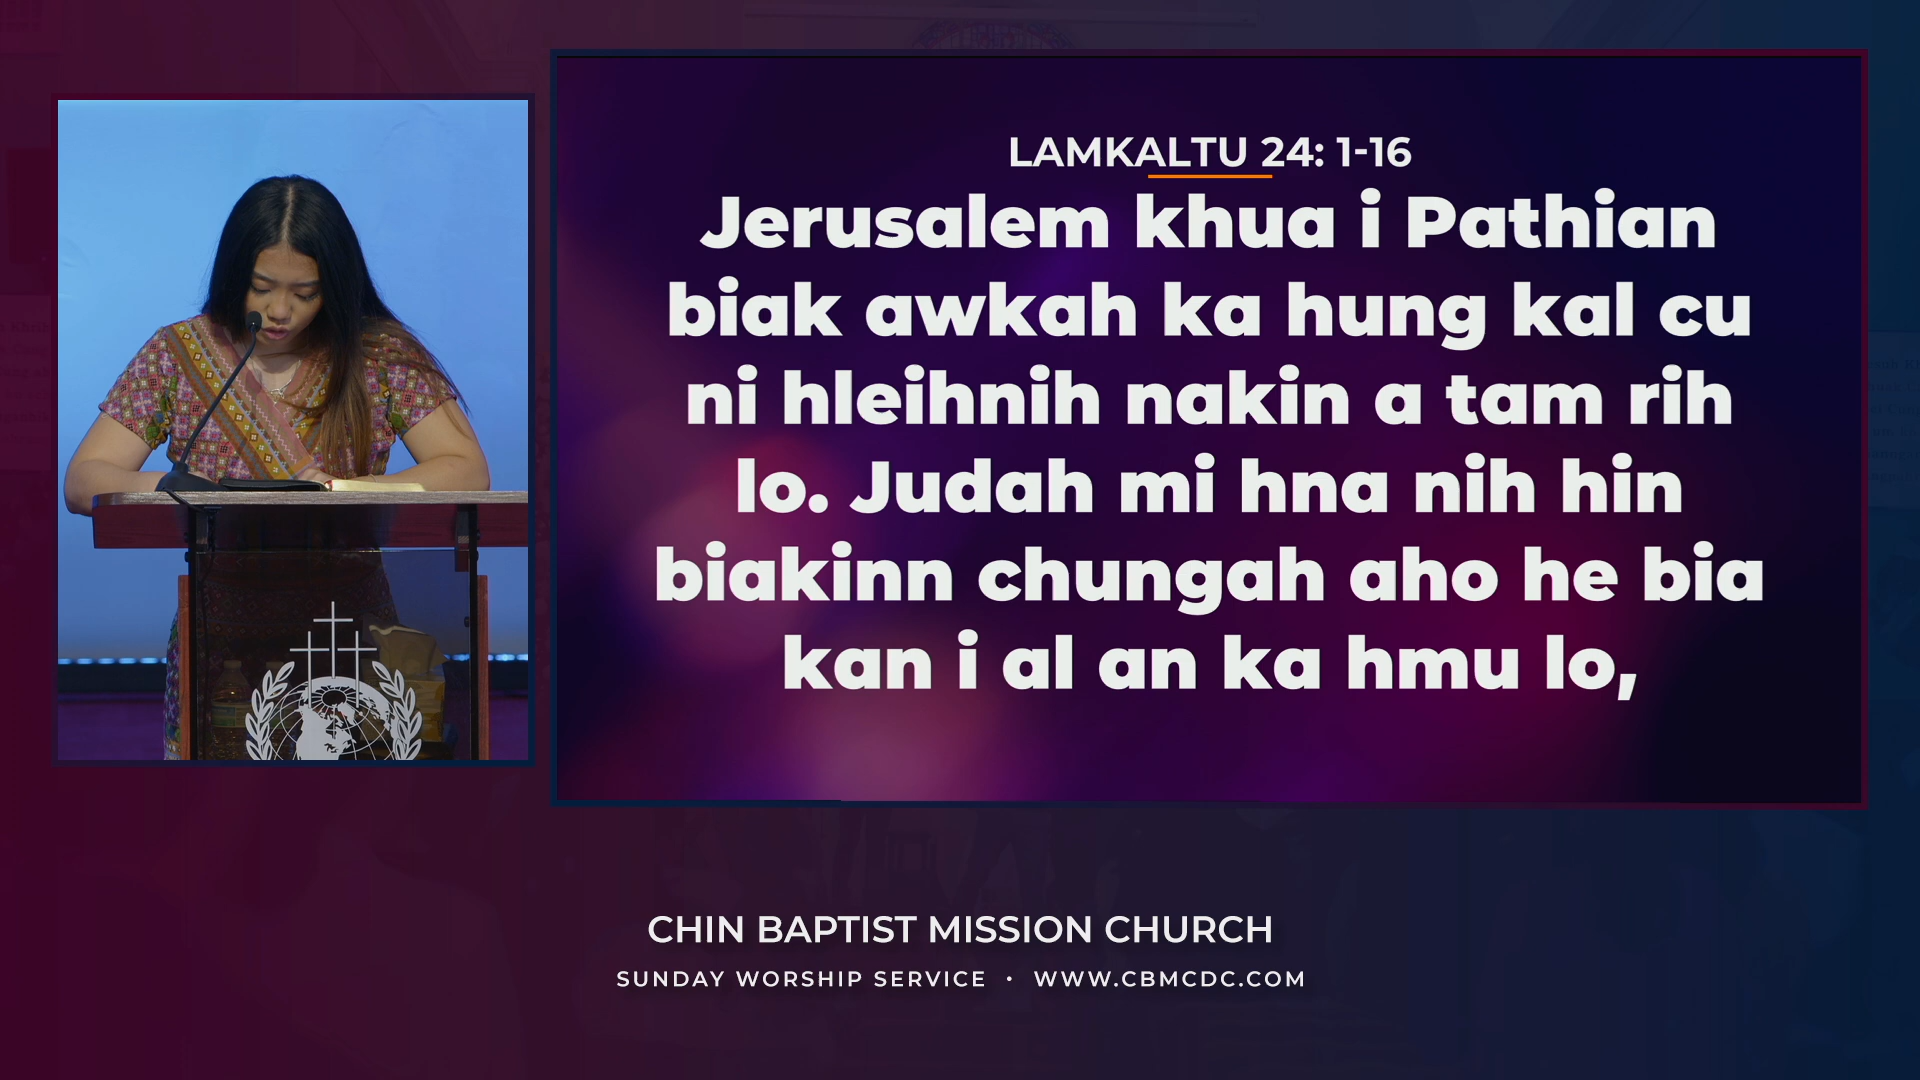 LAMKALTU 24: 1-16
Jerusalem khua i Pathian
biak awkah ka hung kal cu
ni hleihnih nakin a tam rih
lo. Judah mi hna nih hin
biakinn chungah aho he bia
kan i al an ka hmu lo,
CHIN BAPTIST MISSION CHURCH
SUNDAY WORSHIP SERVICE • WWW.CBMCDC.COM